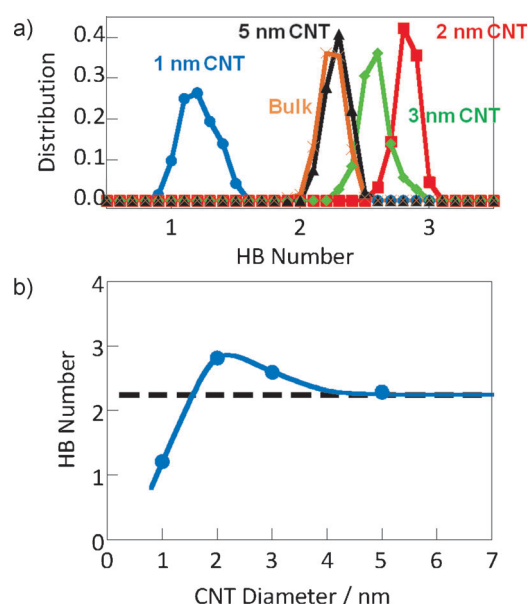 a)
5 nm CNT
2 nm CNT
1 nm CNT
Bulk
3 nm CNT
Distribution
0.4
0.3
0.2
0.1
0.0
1 2 3
HB Number
b)
HB Number
4
3
2
1
0
0 1 2 3 4 5 6 7
CNT Diameter / nm